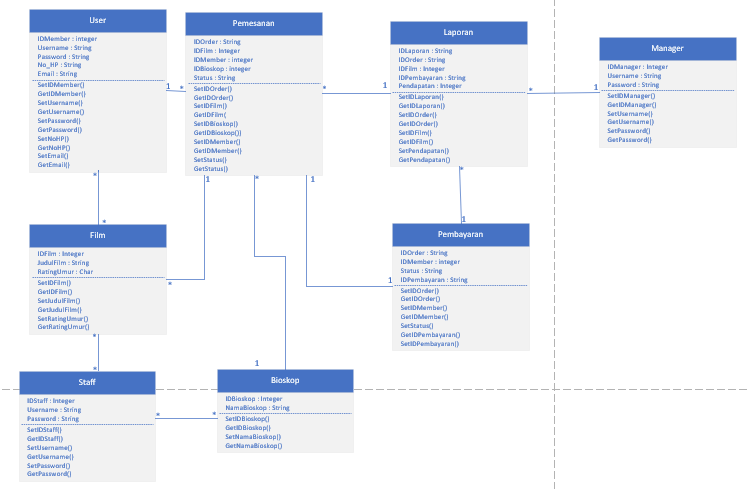 User
IDMember : integer
Username : String
Password : String
No_HP : String
Email : String
SetIDMember()
GetIDMember()
SetUsername()
GetUsername()
SetPassword()
GetPassword()
SetNoHP()
GetNoHP()
SetEmail()
GetEmail()
1
*
*
*
Pemesanan
IDOrder : String
IDFilm : Integer
IDMember : integer
IDBioskop : integer
Status : String
SetIDOrder()
GetIDOrder()
SetIDFilm()
GetIDFilm(
SetIDBioskop()
GetIDBioskop()
SetIDMember()
GetIDMember()
SetStatus()
GetStatus()
*
1
1
*
1
Laporan
IDLaporan : String
IDOrder : String
IDFilm : Integer
IDPembayaran : String
Pendapatan : Integer
SetIDLaporan()
GetIDLaporan()
SetIDOrder()
GetIDOrder()
SetIDFilm()
GetIDFilm()
SetPendapatan()
GetPendapatan()
*
1
*
1
Manager
IDManager : Integer
Username : String
Password : String
SetIDManager()
GetIDManager()
SetUsername()
GetUsername()
SetPassword()
GetPassword()
Film
IDFilm : Integer
JudulFilm : String
RatingUmur : Char
SetIDFilm()
GetIDFilm()
SetJudulFilm()
GetJudulFilm()
SetRatingUmur()
GetRatingUmur()
*
*
*
Pembayaran
IDOrder : String
IDMember : integer
Status : String
IDPembayaran : String
SetIDOrder()
GetIDOrder()
SetIDMember()
GetIDMember()
SetStatus()
GetIDPembayaran()
SetIDPembayaran()
1
Staff
IDStaff : Integer
Username : String
Password : String
SetIDStaff()
GetIDStaff()
SetUsername()
GetUsername()
SetPassword()
GetPassword()
*
*
1
Bioskop
IDBioskop : Integer
NamaBioskop : String
SetIDBioskop()
GetIDBioskop()
SetNamaBioskop()
GetNamaBioskop()